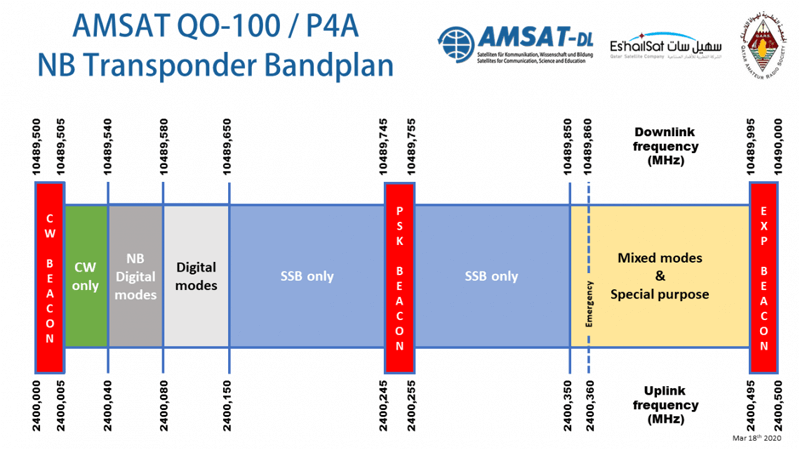 AMSAT QO-100 / P4A
NB Transponder Bandplan
AMSAT-DL
Satelliten für Kommunikation, Wissenschaft und Bildung
Satellites for Communication, Science and Education
Es'hailSat سهيل سات
Qatar Satellite Company
QATAR AMATEUR RADIO SOCIETY
10489,500
10489,505
10489,540
10489,580
10489,650
10489,745
10489,755
10489,850
10489,860
Downlink
frequency
(MHz)
10489,995
10490,000
CW BEACON
CW
only
NB
Digital
modes
Digital
modes
SSB only
PSK BEACON
SSB only
Emergency
Mixed modes
&
Special purpose
EXP BEACON
2400,000
2400,005
2400,040
2400,080
2400,150
2400,245
2400,255
2400,350
2400,360
Uplink
frequency
(MHz)
2400,495
2400,500
Mar 18th 2020